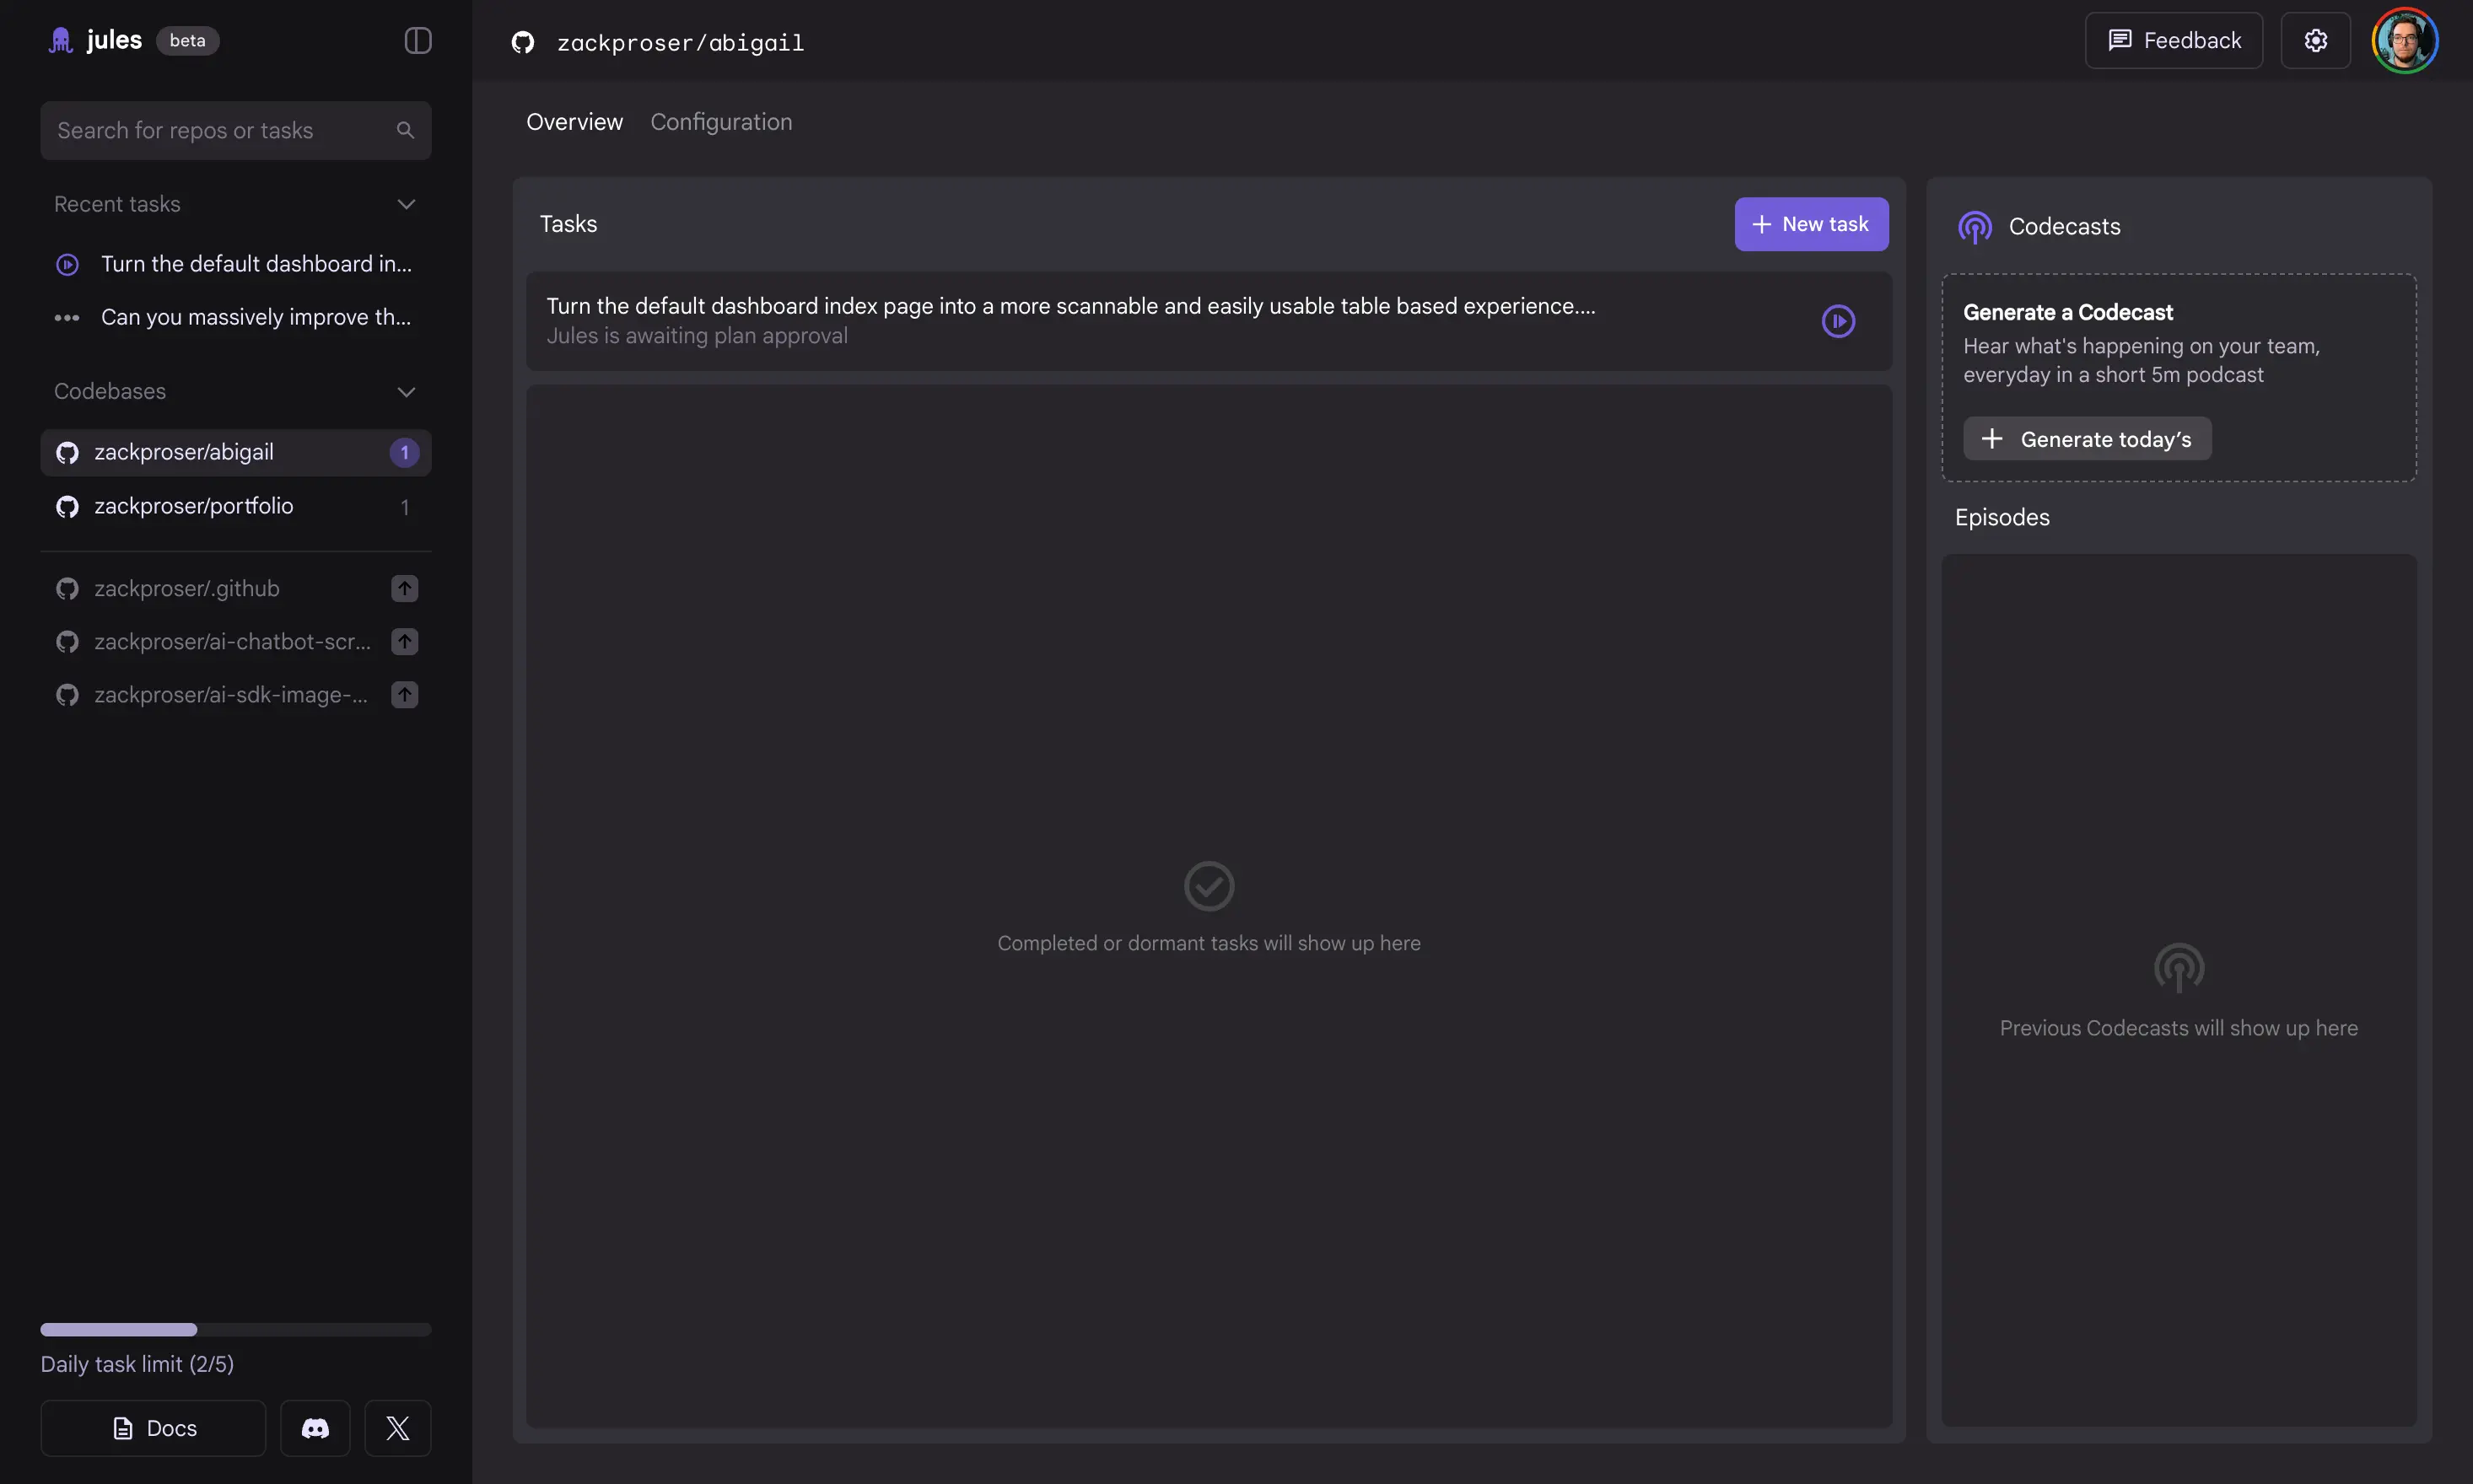 jules beta
Search for repos or tasks
Recent tasks
Turn the default dashboard in...
Can you massively improve th...
Codebases
zackproser/abigail 1
zackproser/portfolio 1
zackproser/.github
zackproser/ai-chatbot-scr...
zackproser/ai-sdk-image-...
Daily task limit (2/5)
Docs
zackproser/abigail
Feedback
Overview Configuration
Tasks
+ New task
Turn the default dashboard index page into a more scannable and easily usable table based experience....
Jules is awaiting plan approval
Completed or dormant tasks will show up here
Codecasts
Generate a Codecast
Hear what's happening on your team,
everyday in a short 5m podcast
+ Generate today’s
Episodes
Previous Codecasts will show up here